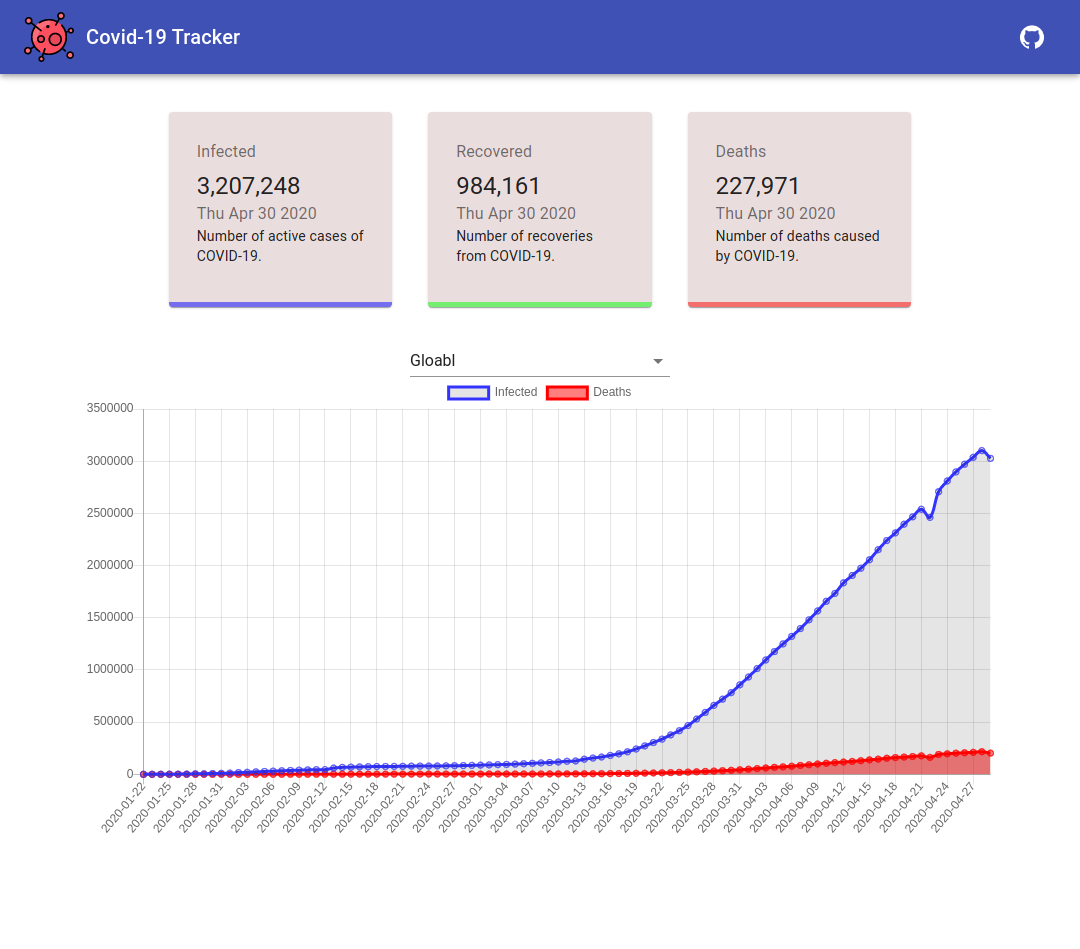 Covid-19 Tracker
Infected
3,207,248
Thu Apr 30 2020
Number of active cases of
COVID-19.
Recovered
984,161
Thu Apr 30 2020
Number of recoveries
from COVID-19.
Deaths
227,971
Thu Apr 30 2020
Number of deaths caused
by COVID-19.
Gloabl
Infected Deaths
3500000
3000000
2500000
2000000
1500000
1000000
500000
0
2020-01-22
2020-01-25
2020-01-28
2020-01-31
2020-02-03
2020-02-06
2020-02-09
2020-02-12
2020-02-15
2020-02-18
2020-02-21
2020-02-24
2020-02-27
2020-03-01
2020-03-04
2020-03-07
2020-03-10
2020-03-13
2020-03-16
2020-03-19
2020-03-22
2020-03-25
2020-03-28
2020-03-31
2020-04-03
2020-04-06
2020-04-09
2020-04-12
2020-04-15
2020-04-18
2020-04-21
2020-04-24
2020-04-27